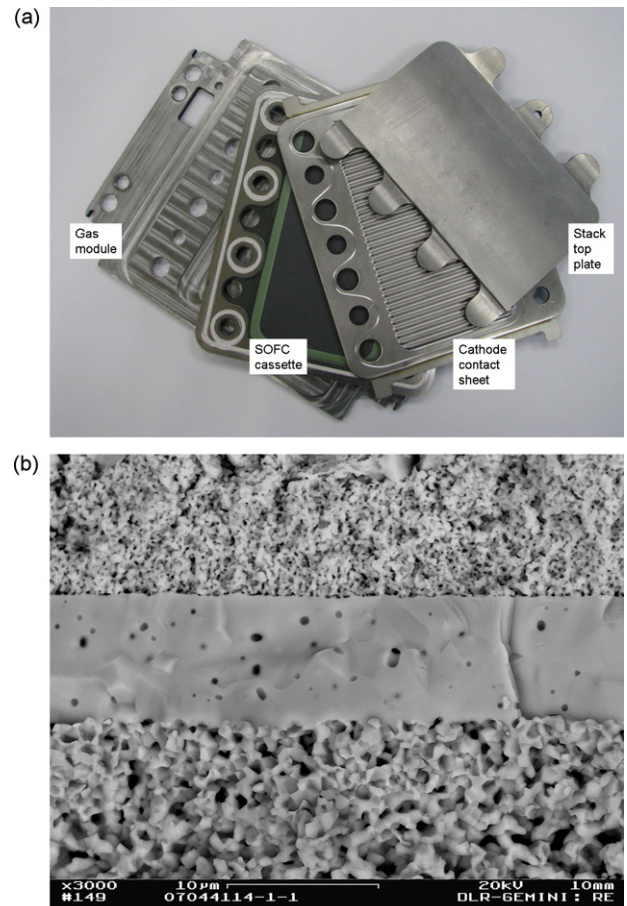 (a)
Gas
module
SOFC
cassette
Cathode
contact
sheet
Stack
top
plate
(b)
x3000 10µm 20kV 10mm
#149 07044114-1-1 DLR-GEMINI: RE